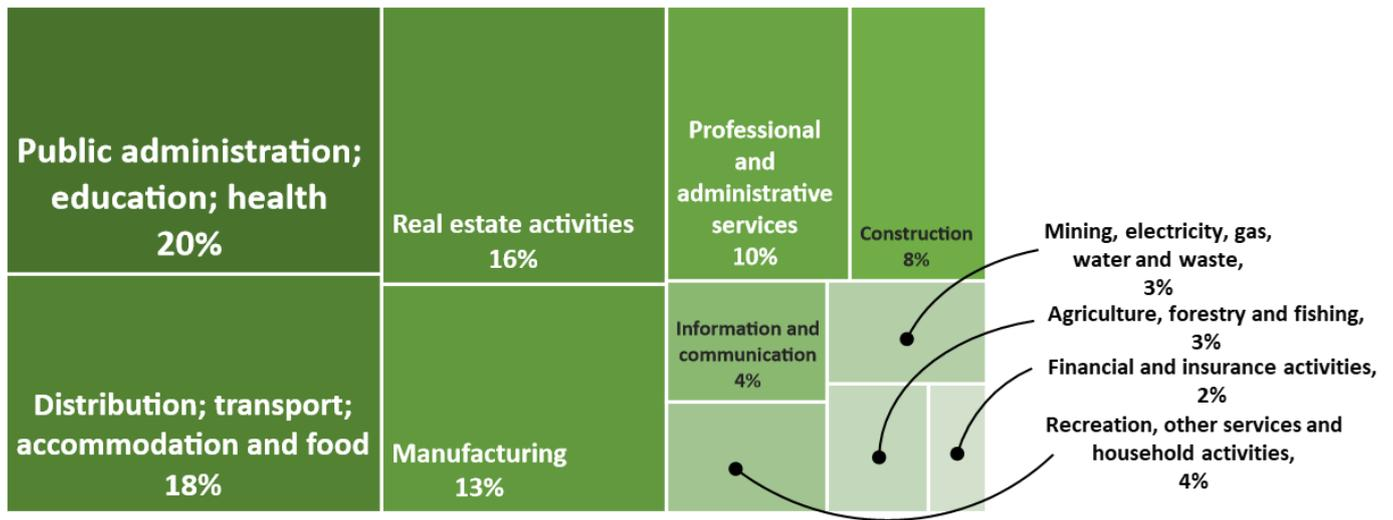 Public administration;
education; health
20%
Distribution; transport;
accommodation and food
18%
Real estate activities
16%
Manufacturing
13%
Professional
and
administrative
services
10%
Construction
8%
Information and
communication
4%
Mining, electricity, gas,
water and waste,
3%
Agriculture, forestry and fishing,
3%
Financial and insurance activities,
2%
Recreation, other services and
household activities,
4%